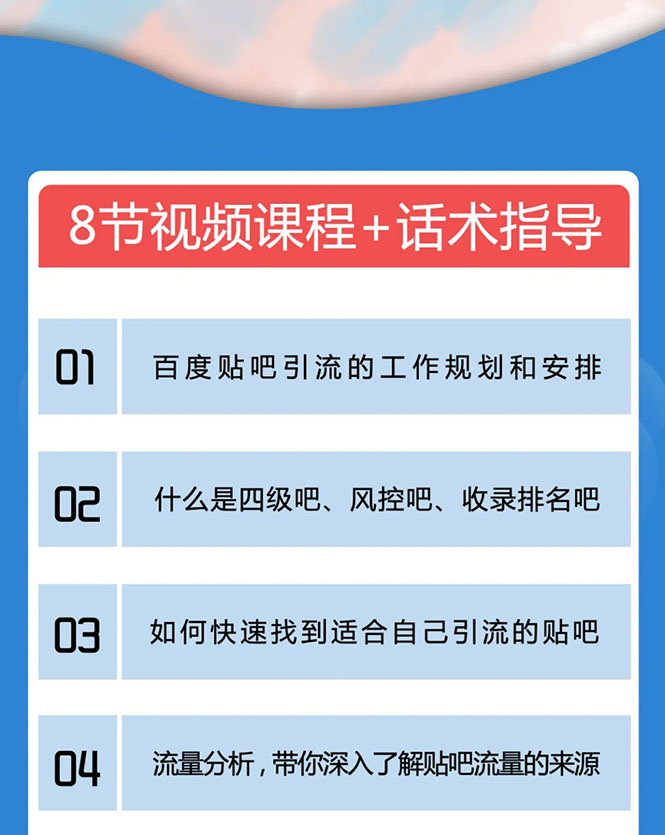 8节视频课程+话术指导
01
百度贴吧引流的工作规划和安排
02
什么是四级吧、风控吧、收录排名吧
03
如何快速找到适合自己引流的贴吧
04
流量分析,带你深入了解贴吧流量的来源